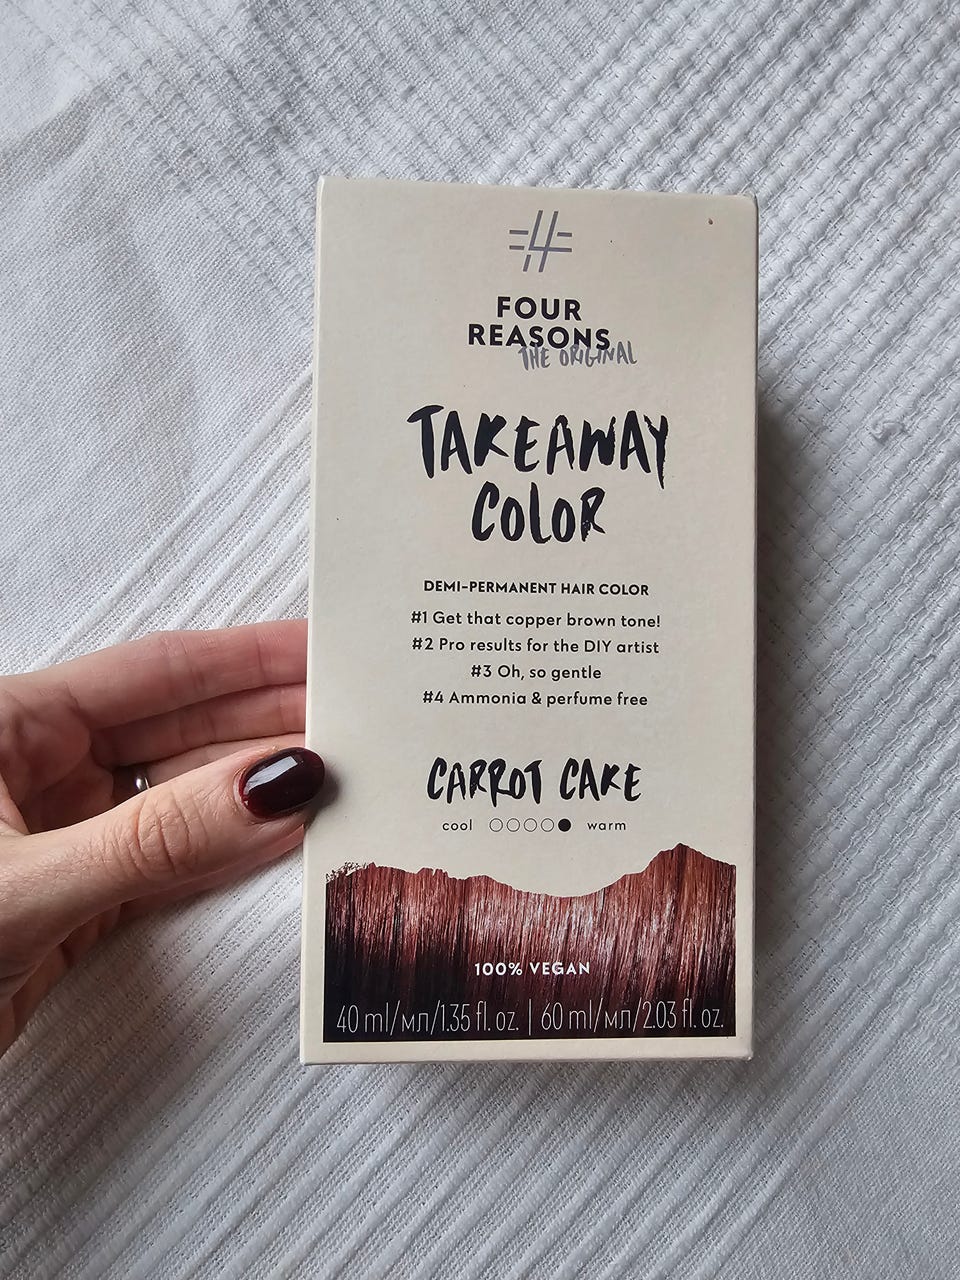 #4
FOUR
REASONS
THE ORIGINAL
TAKEAWAY
COLOR
DEMI-PERMANENT HAIR COLOR
#1 Get that copper brown tone!
#2 Pro results for the DIY artist
#3 Oh, so gentle
#4 Ammonia & perfume free
CARROT CAKE
cool warm
100% VEGAN
40 ml/мл/1.35 fl. oz. | 60 ml/мл/2.03 fl. oz.